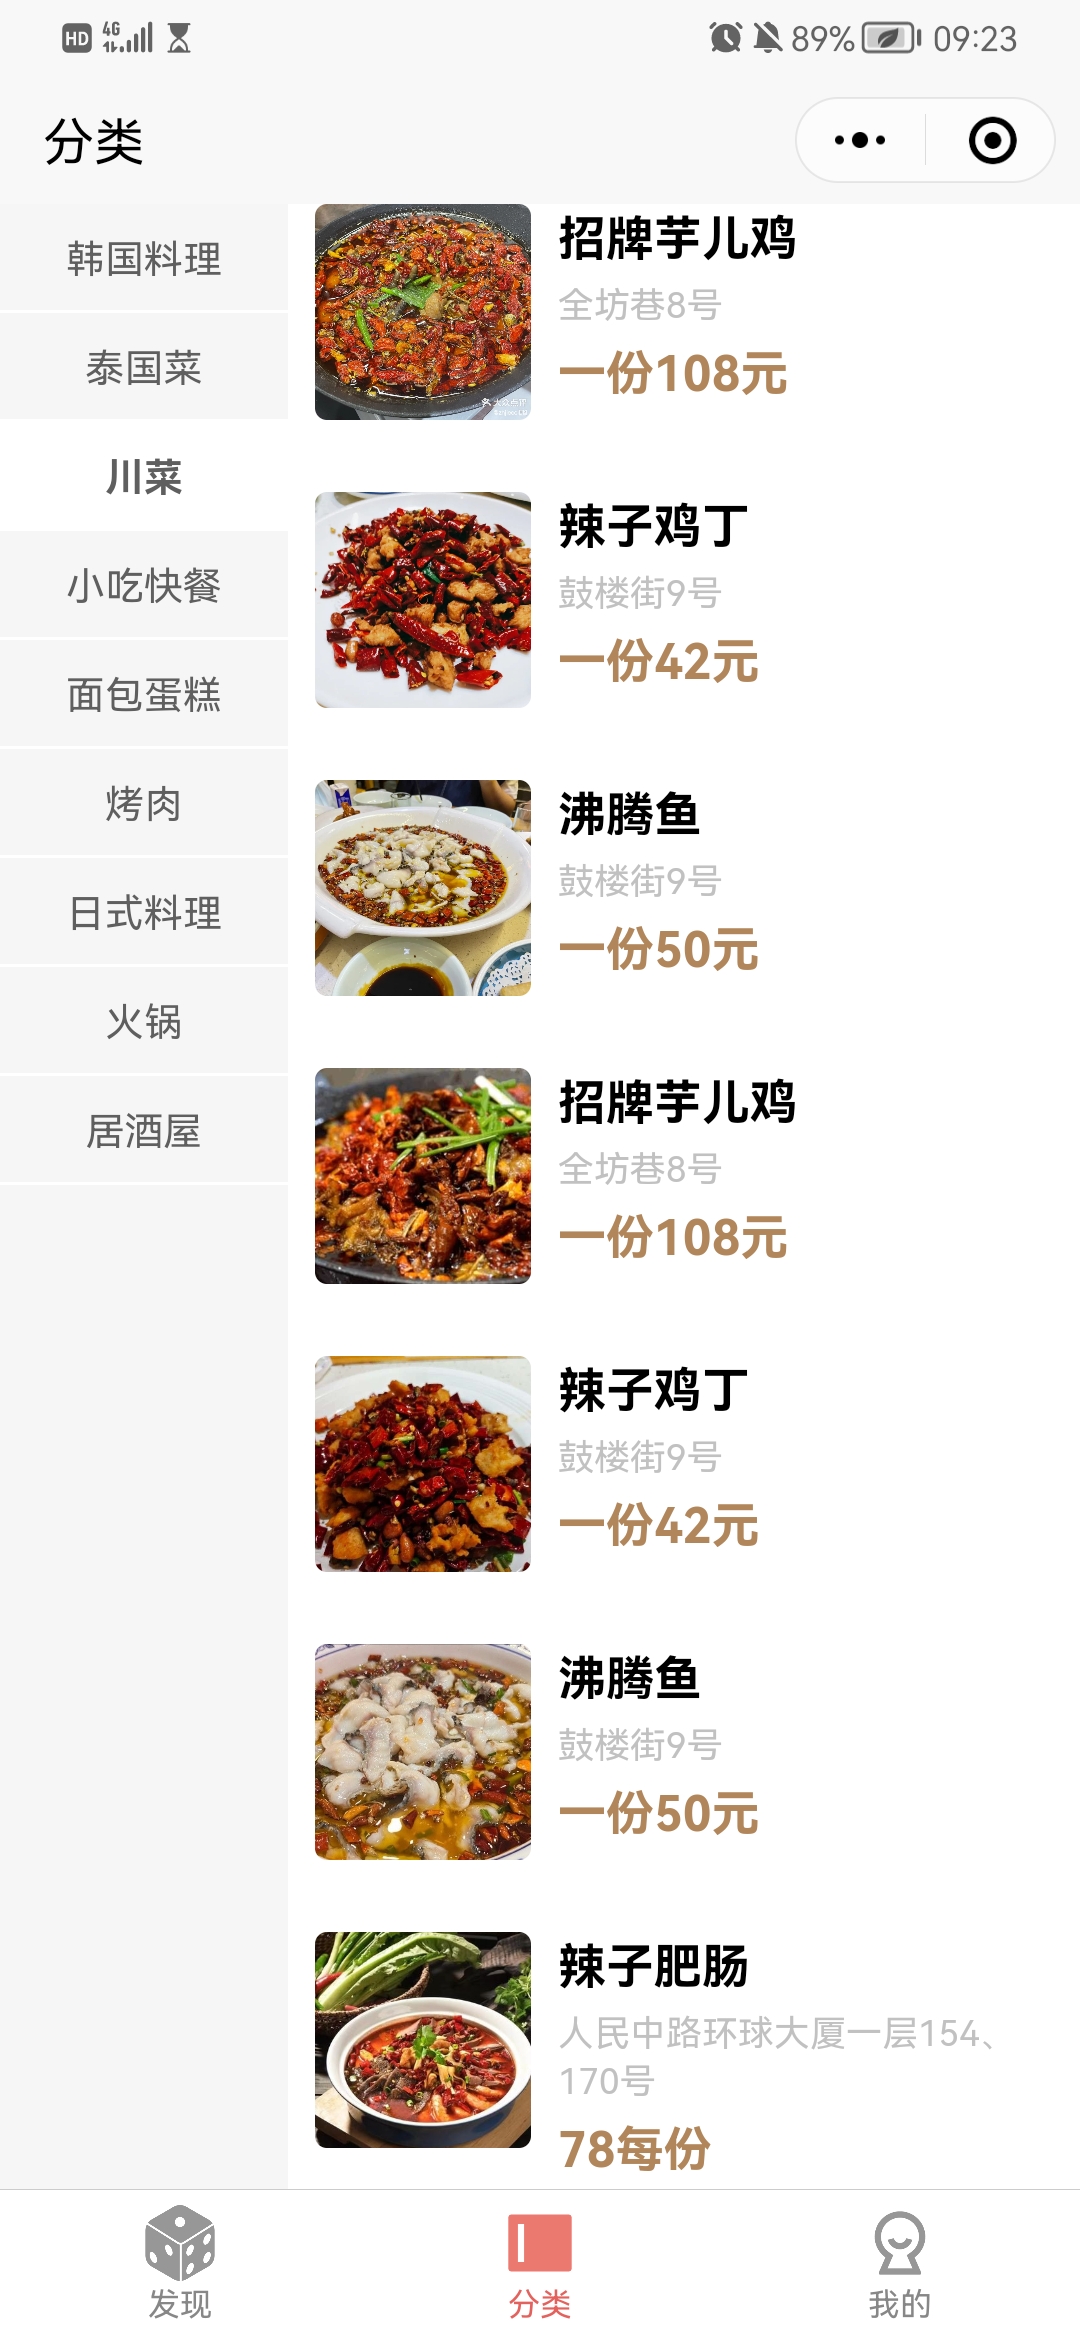 HD 4G 89% 09:23
分类
韩国料理
泰国菜
川菜
小吃快餐
面包蛋糕
烤肉
日式料理
火锅
居酒屋
招牌芋儿鸡
全坊巷8号
一份108元
大众点评
辣子鸡丁
鼓楼街9号
一份42元
沸腾鱼
鼓楼街9号
一份50元
招牌芋儿鸡
全坊巷8号
一份108元
辣子鸡丁
鼓楼街9号
一份42元
沸腾鱼
鼓楼街9号
一份50元
辣子肥肠
人民中路环球大厦一层154、
170号
78每份
发现
分类
我的